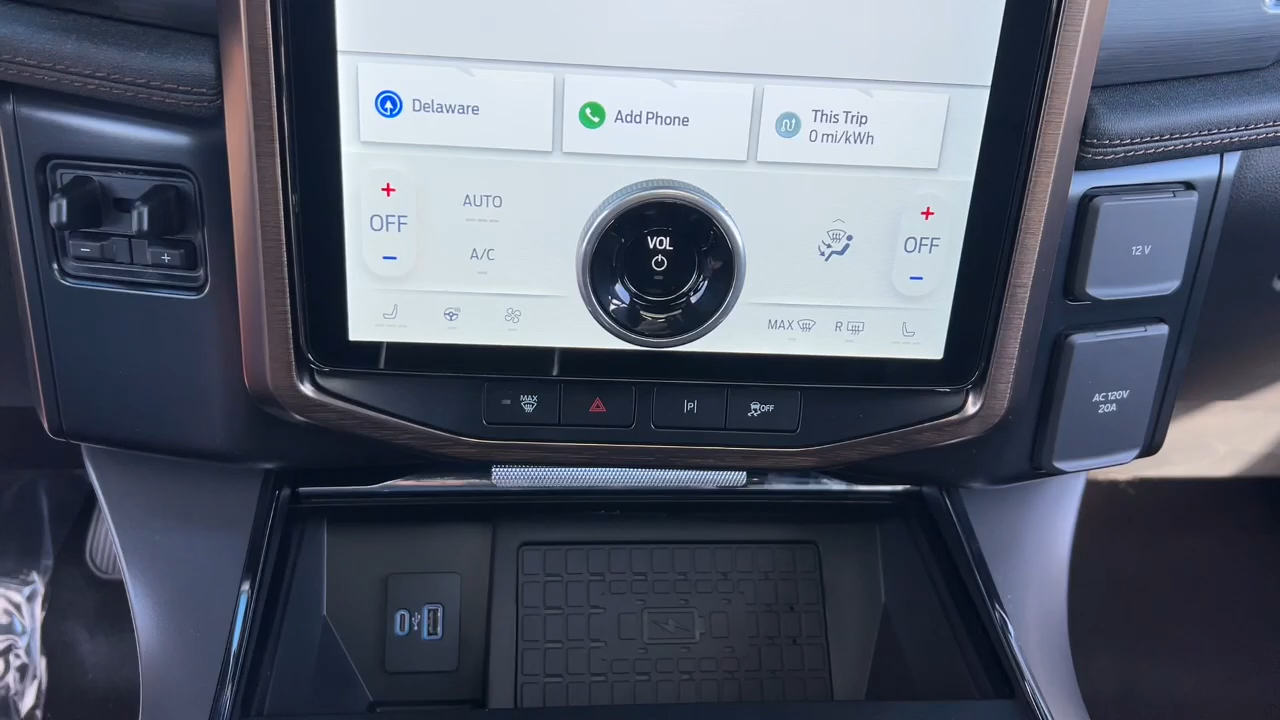 Delaware
Add Phone
This Trip
0 mi/kWh
OFF
AUTO
A/C
VOL
OFF
MAX
R
12 V
AC 120V
20A
MAX
P
OFF